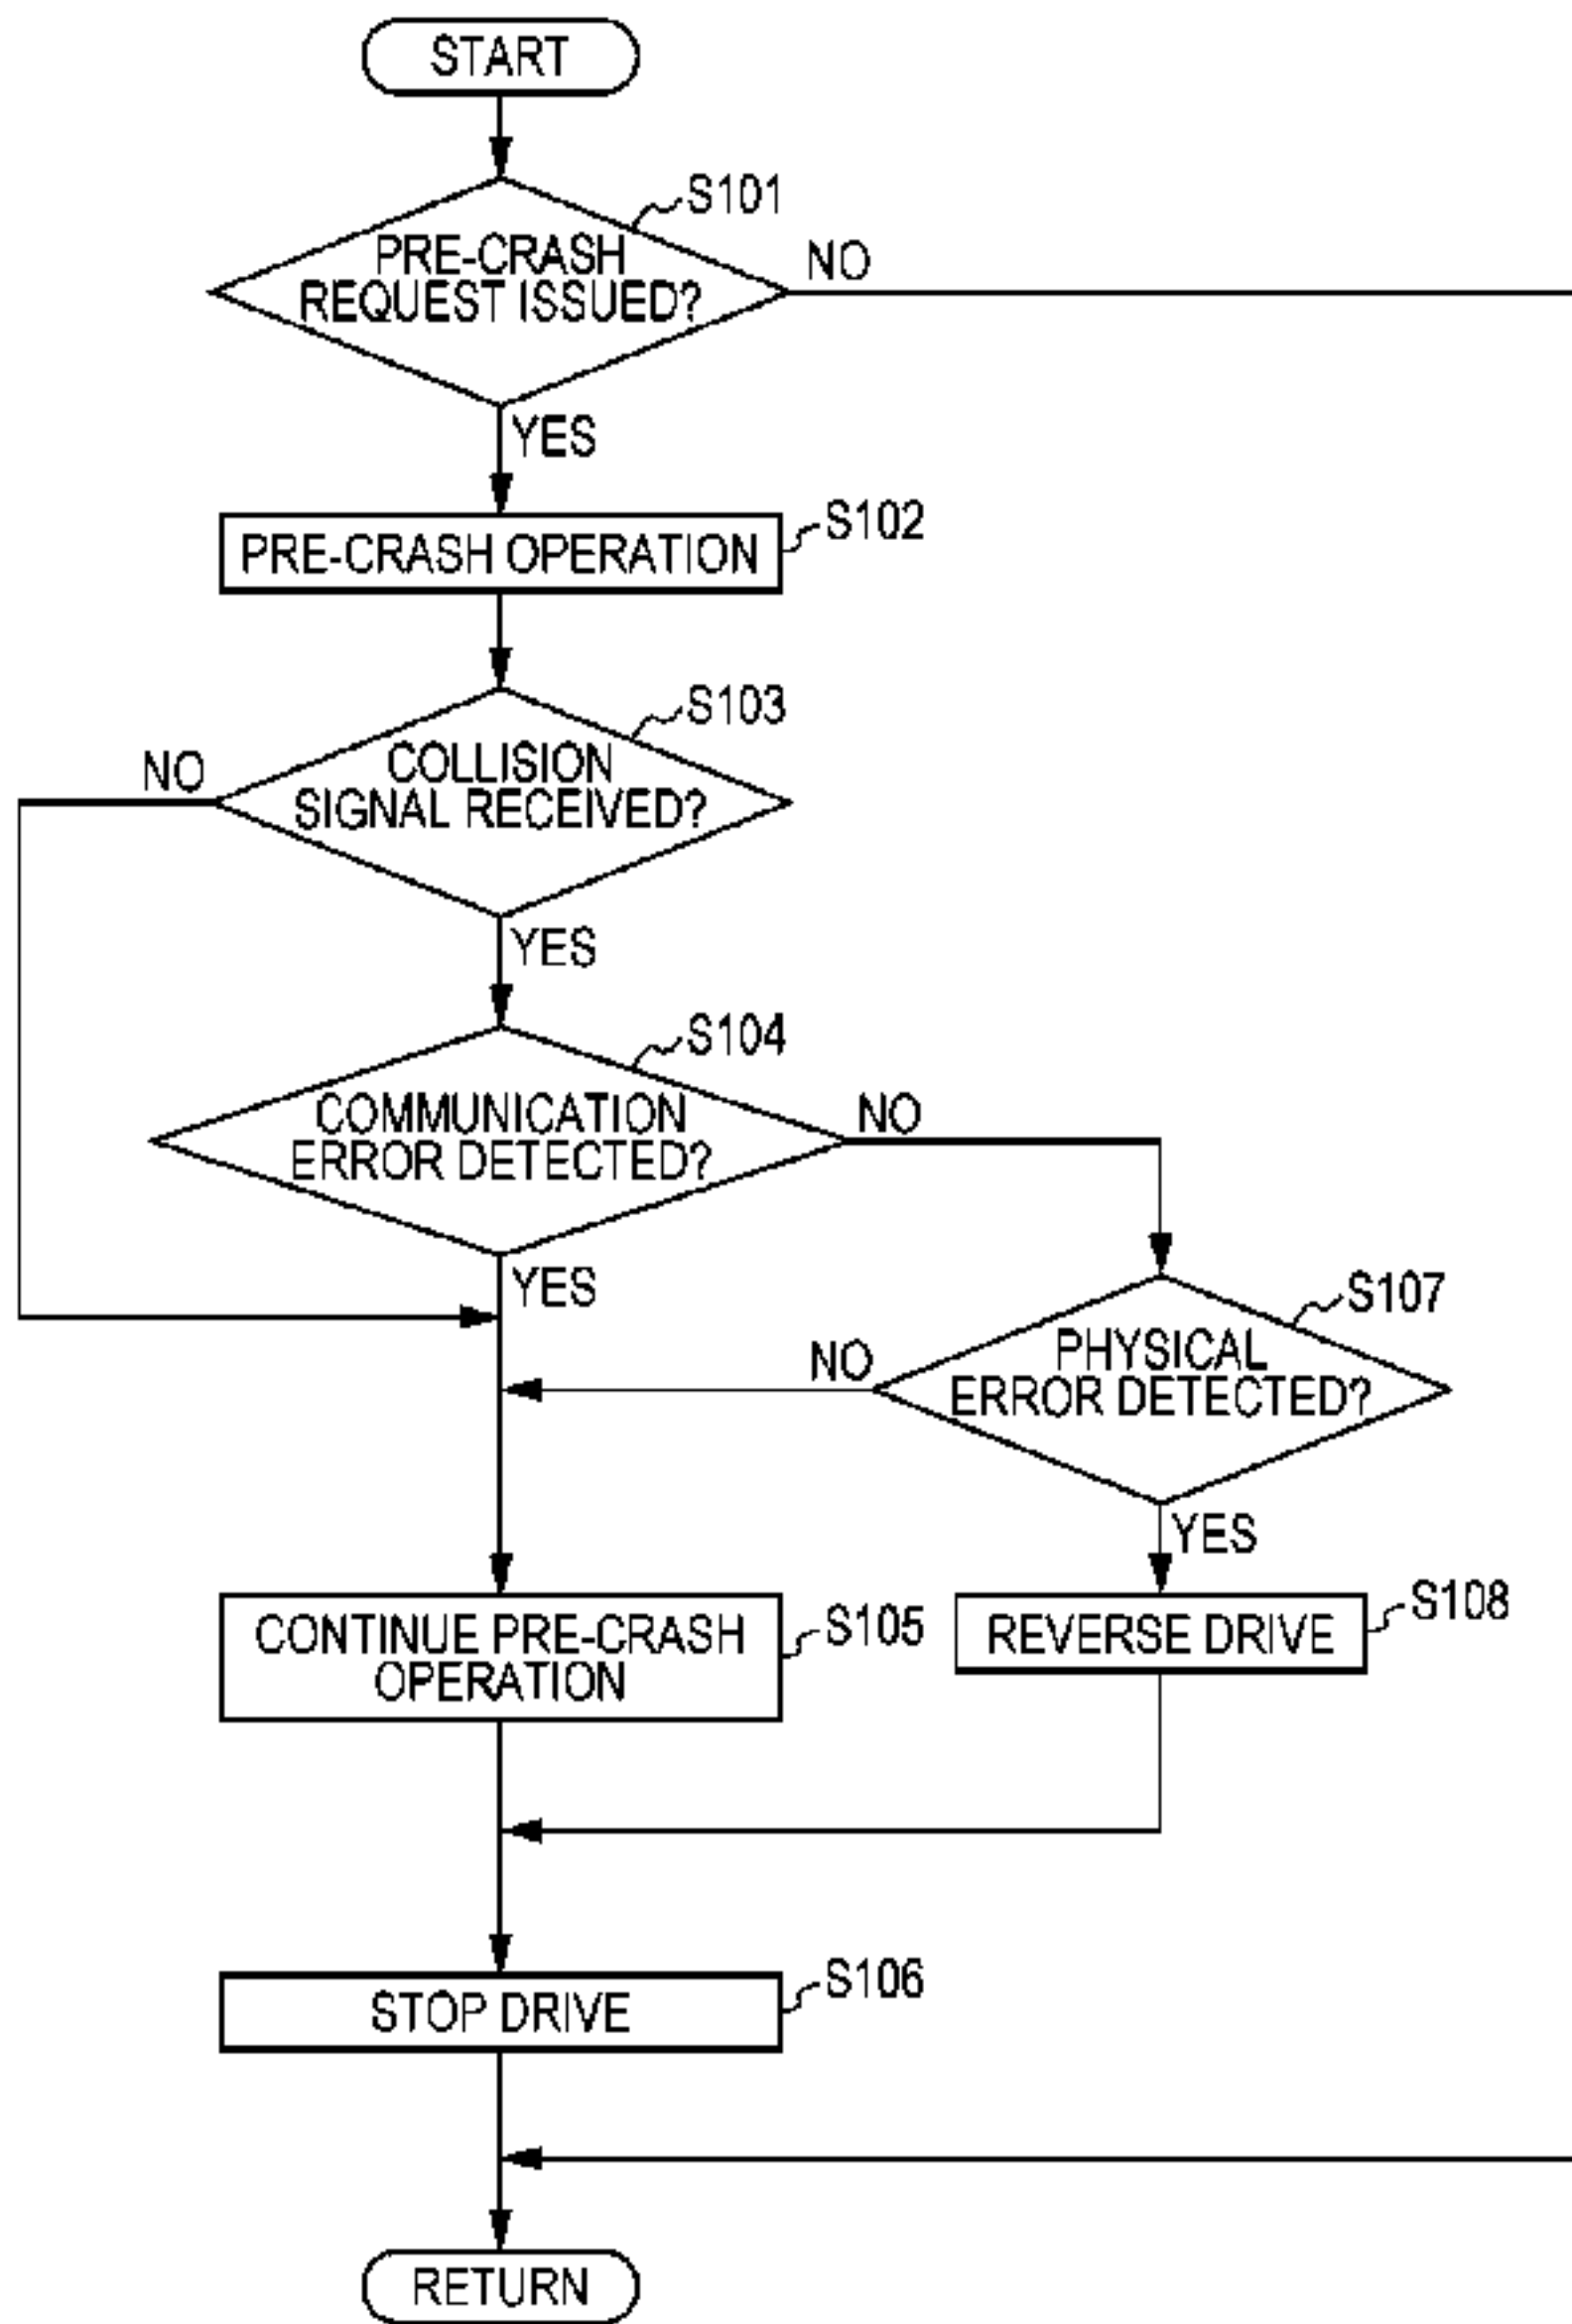 START
S101
PRE-CRASH
REQUEST ISSUED?
NO
YES
S102
PRE-CRASH OPERATION
S103
NO
COLLISION
SIGNAL RECEIVED?
YES
S104
COMMUNICATION
ERROR DETECTED?
NO
YES
S107
NO
PHYSICAL
ERROR DETECTED?
YES
CONTINUE PRE-CRASH
OPERATION
S105
REVERSE DRIVE
S108
S106
STOP DRIVE
RETURN